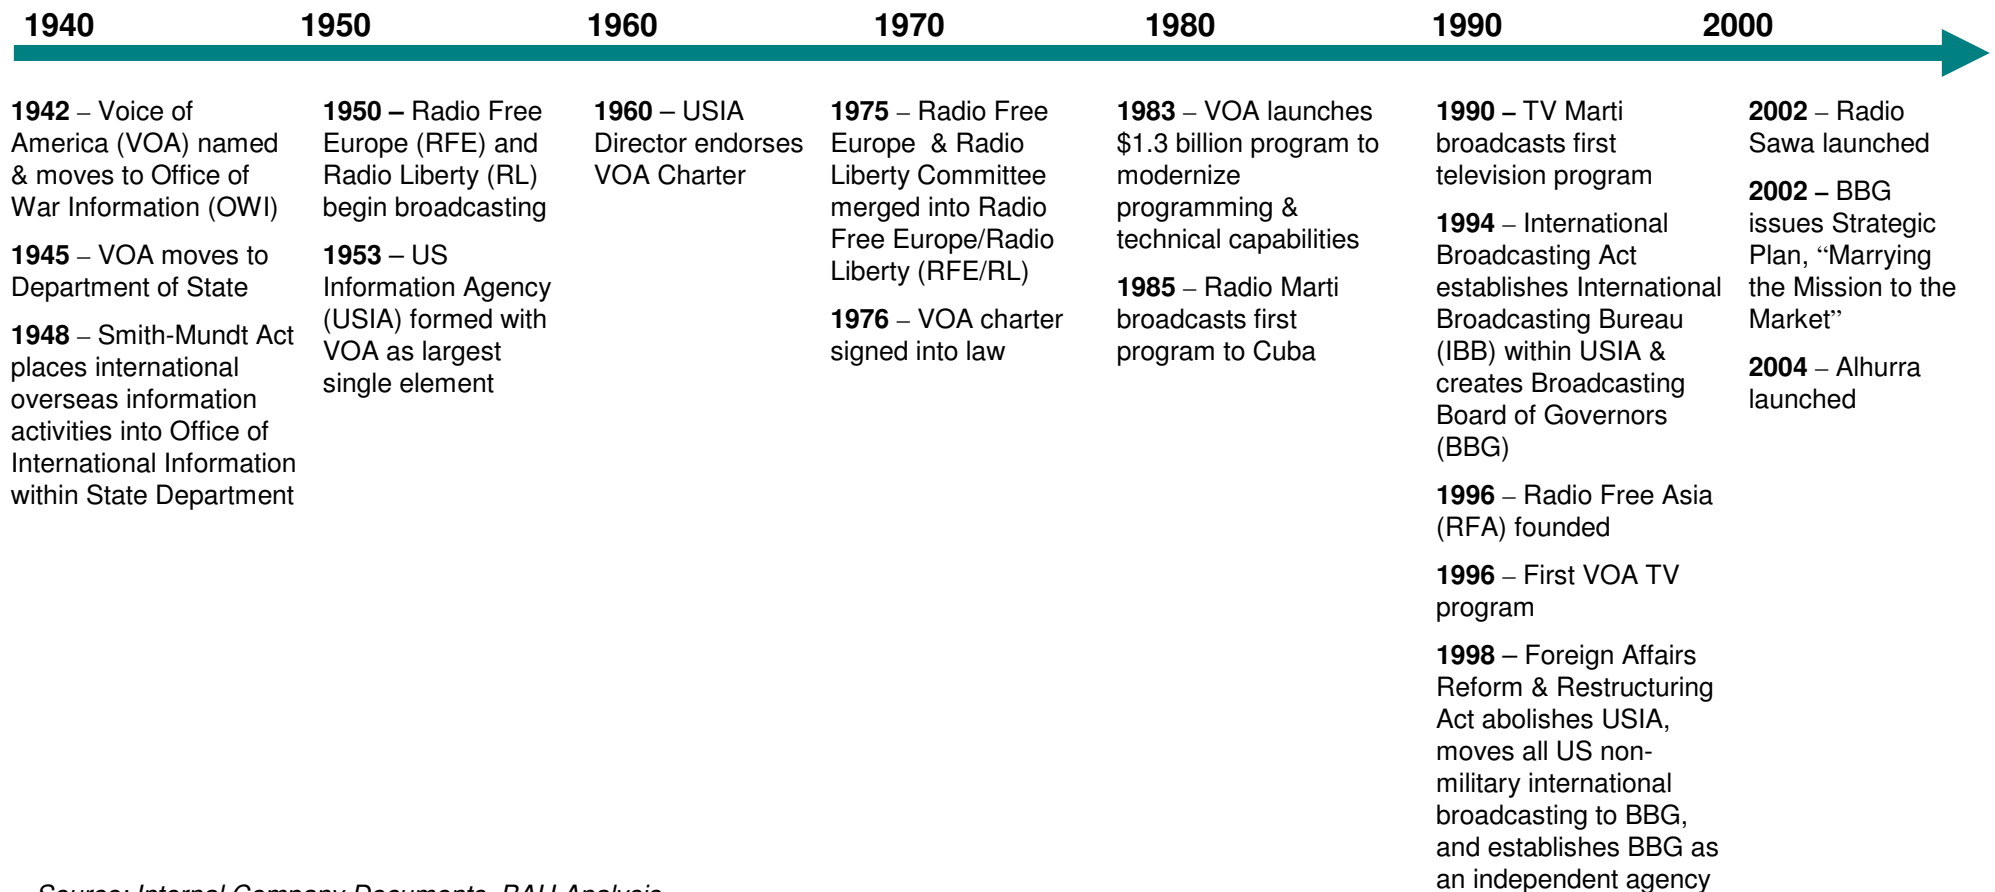 1940 1950 1960 1970 1980 1990 2000
1942 – Voice of
America (VOA) named
& moves to Office of
War Information (OWI)
1945 – VOA moves to
Department of State
1948 – Smith-Mundt Act
places international
overseas information
activities into Office of
International Information
within State Department
1950 – Radio Free
Europe (RFE) and
Radio Liberty (RL)
begin broadcasting
1953 – US
Information Agency
(USIA) formed with
VOA as largest
single element
1960 – USIA
Director endorses
VOA Charter
1975 – Radio Free
Europe & Radio
Liberty Committee
merged into Radio
Free Europe/Radio
Liberty (RFE/RL)
1976 – VOA charter
signed into law
1983 – VOA launches
$1.3 billion program to
modernize
programming &
technical capabilities
1985 – Radio Marti
broadcasts first
program to Cuba
1990 – TV Marti
broadcasts first
television program
1994 – International
Broadcasting Act
establishes International
Broadcasting Bureau
(IBB) within USIA &
creates Broadcasting
Board of Governors
(BBG)
1996 – Radio Free Asia
(RFA) founded
1996 – First VOA TV
program
1998 – Foreign Affairs
Reform & Restructuring
Act abolishes USIA,
moves all US non-
military international
broadcasting to BBG,
and establishes BBG as
an independent agency
2002 – Radio
Sawa launched
2002 – BBG
issues Strategic
Plan, “Marrying
the Mission to the
Market”
2004 – Alhurra
launched
Source: Internal Company Documents, BAH Analysis